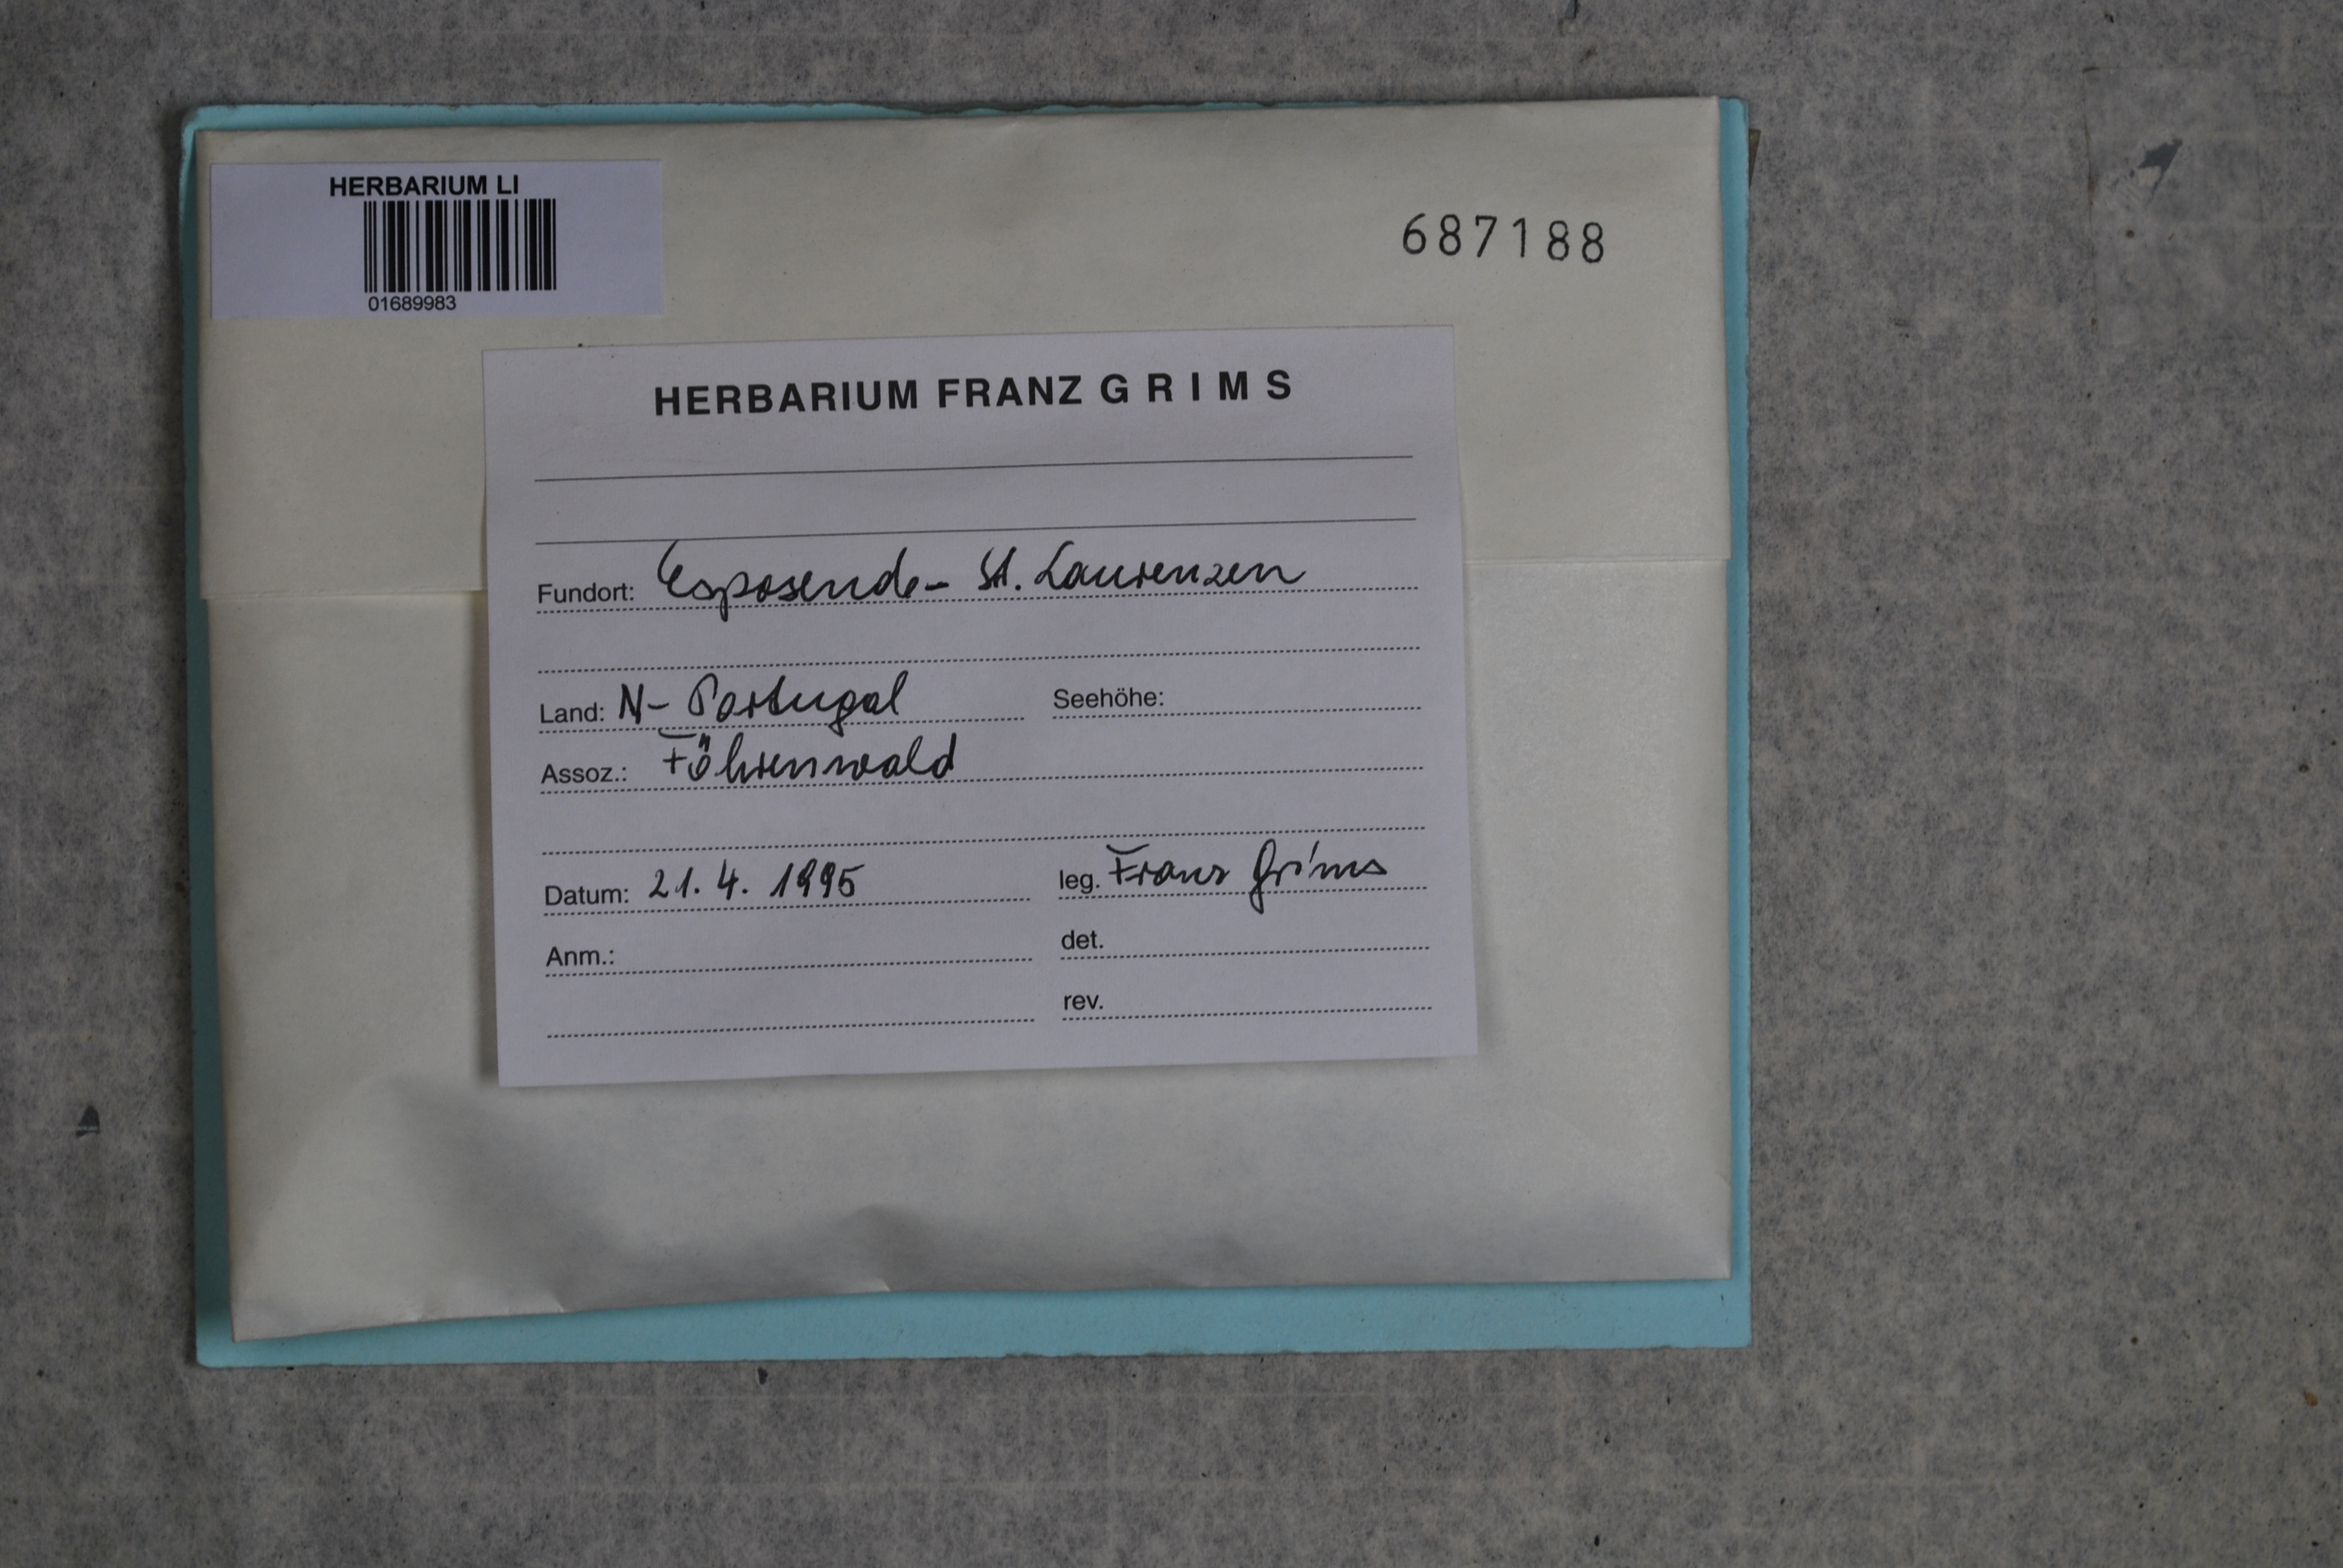 HERBARIUM LI
01689983
687188
HERBARIUM FRANZ GRIMS
Fundort: Esposende - St. Laurenzen
Land: N- Portugal Seehöhe:
Assoz.: Föhrenwald
Datum: 21. 4. 1995 leg. Franz Grims
Anm.: det.
rev.